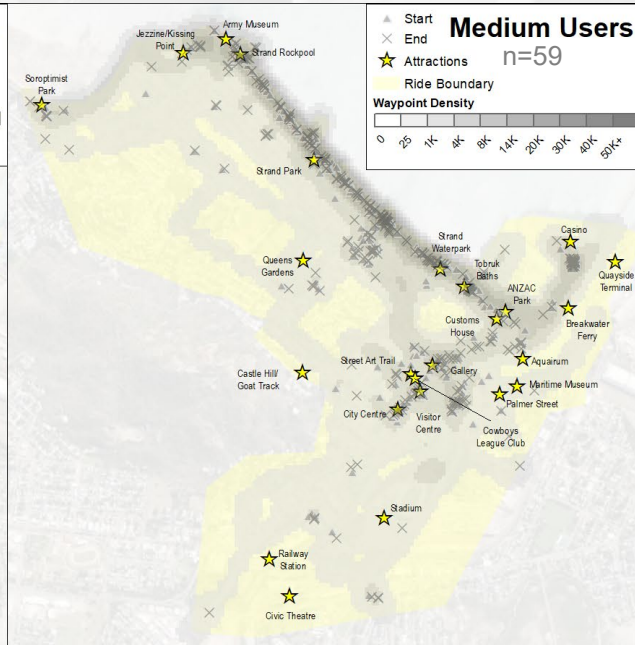 Medium Users
n=59
Start
End
Attractions
Ride Boundary
Waypoint Density
0 25 1K 4K 8K 14K 20K 30K 40K 50K+
Army Museum
Jezzine/Kissing
Point
Strand Rockpool
Soroptimist
Park
Strand Park
Casino
Strand
Waterpark
Queens
Gardens
Tobruk
Baths
Quayside
Terminal
ANZAC
Park
Customs
House
Breakwater
Ferry
Street Art Trail
Gallery
Aquairum
Castle Hill/
Goat Track
Maritime Museum
Palmer Street
City Centre
Visitor
Centre
Cowboys
League Club
Stadium
Railway
Station
Civic Theatre